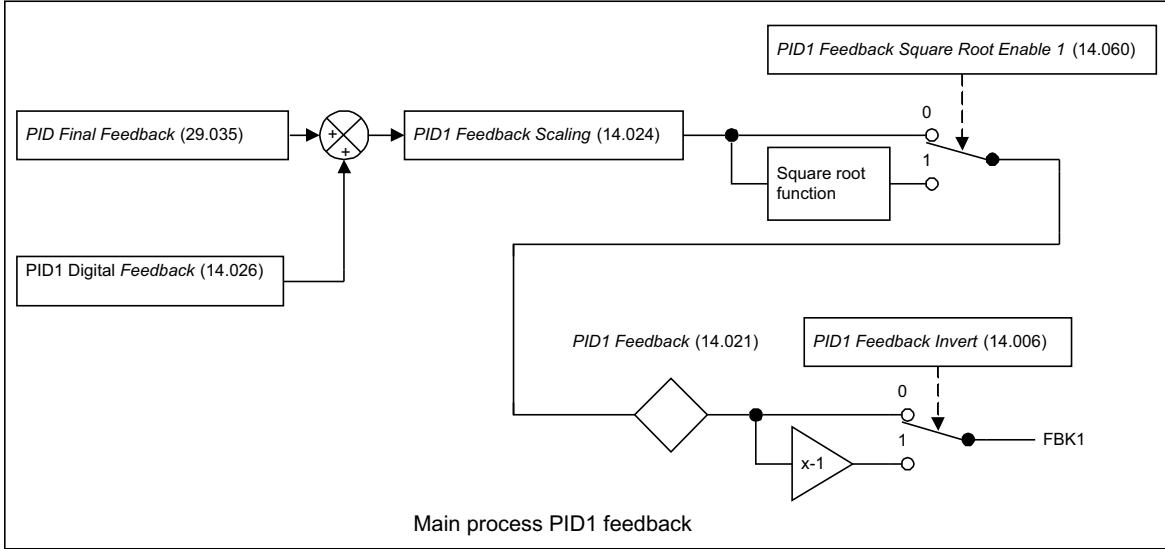 PID1 Feedback Square Root Enable 1 (14.060)
PID Final Feedback (29.035)
+
+
PID1 Feedback Scaling (14.024)
0
1
Square root
function
PID1 Digital Feedback (14.026)
PID1 Feedback (14.021)
PID1 Feedback Invert (14.006)
0
1
x-1
FBK1
Main process PID1 feedback